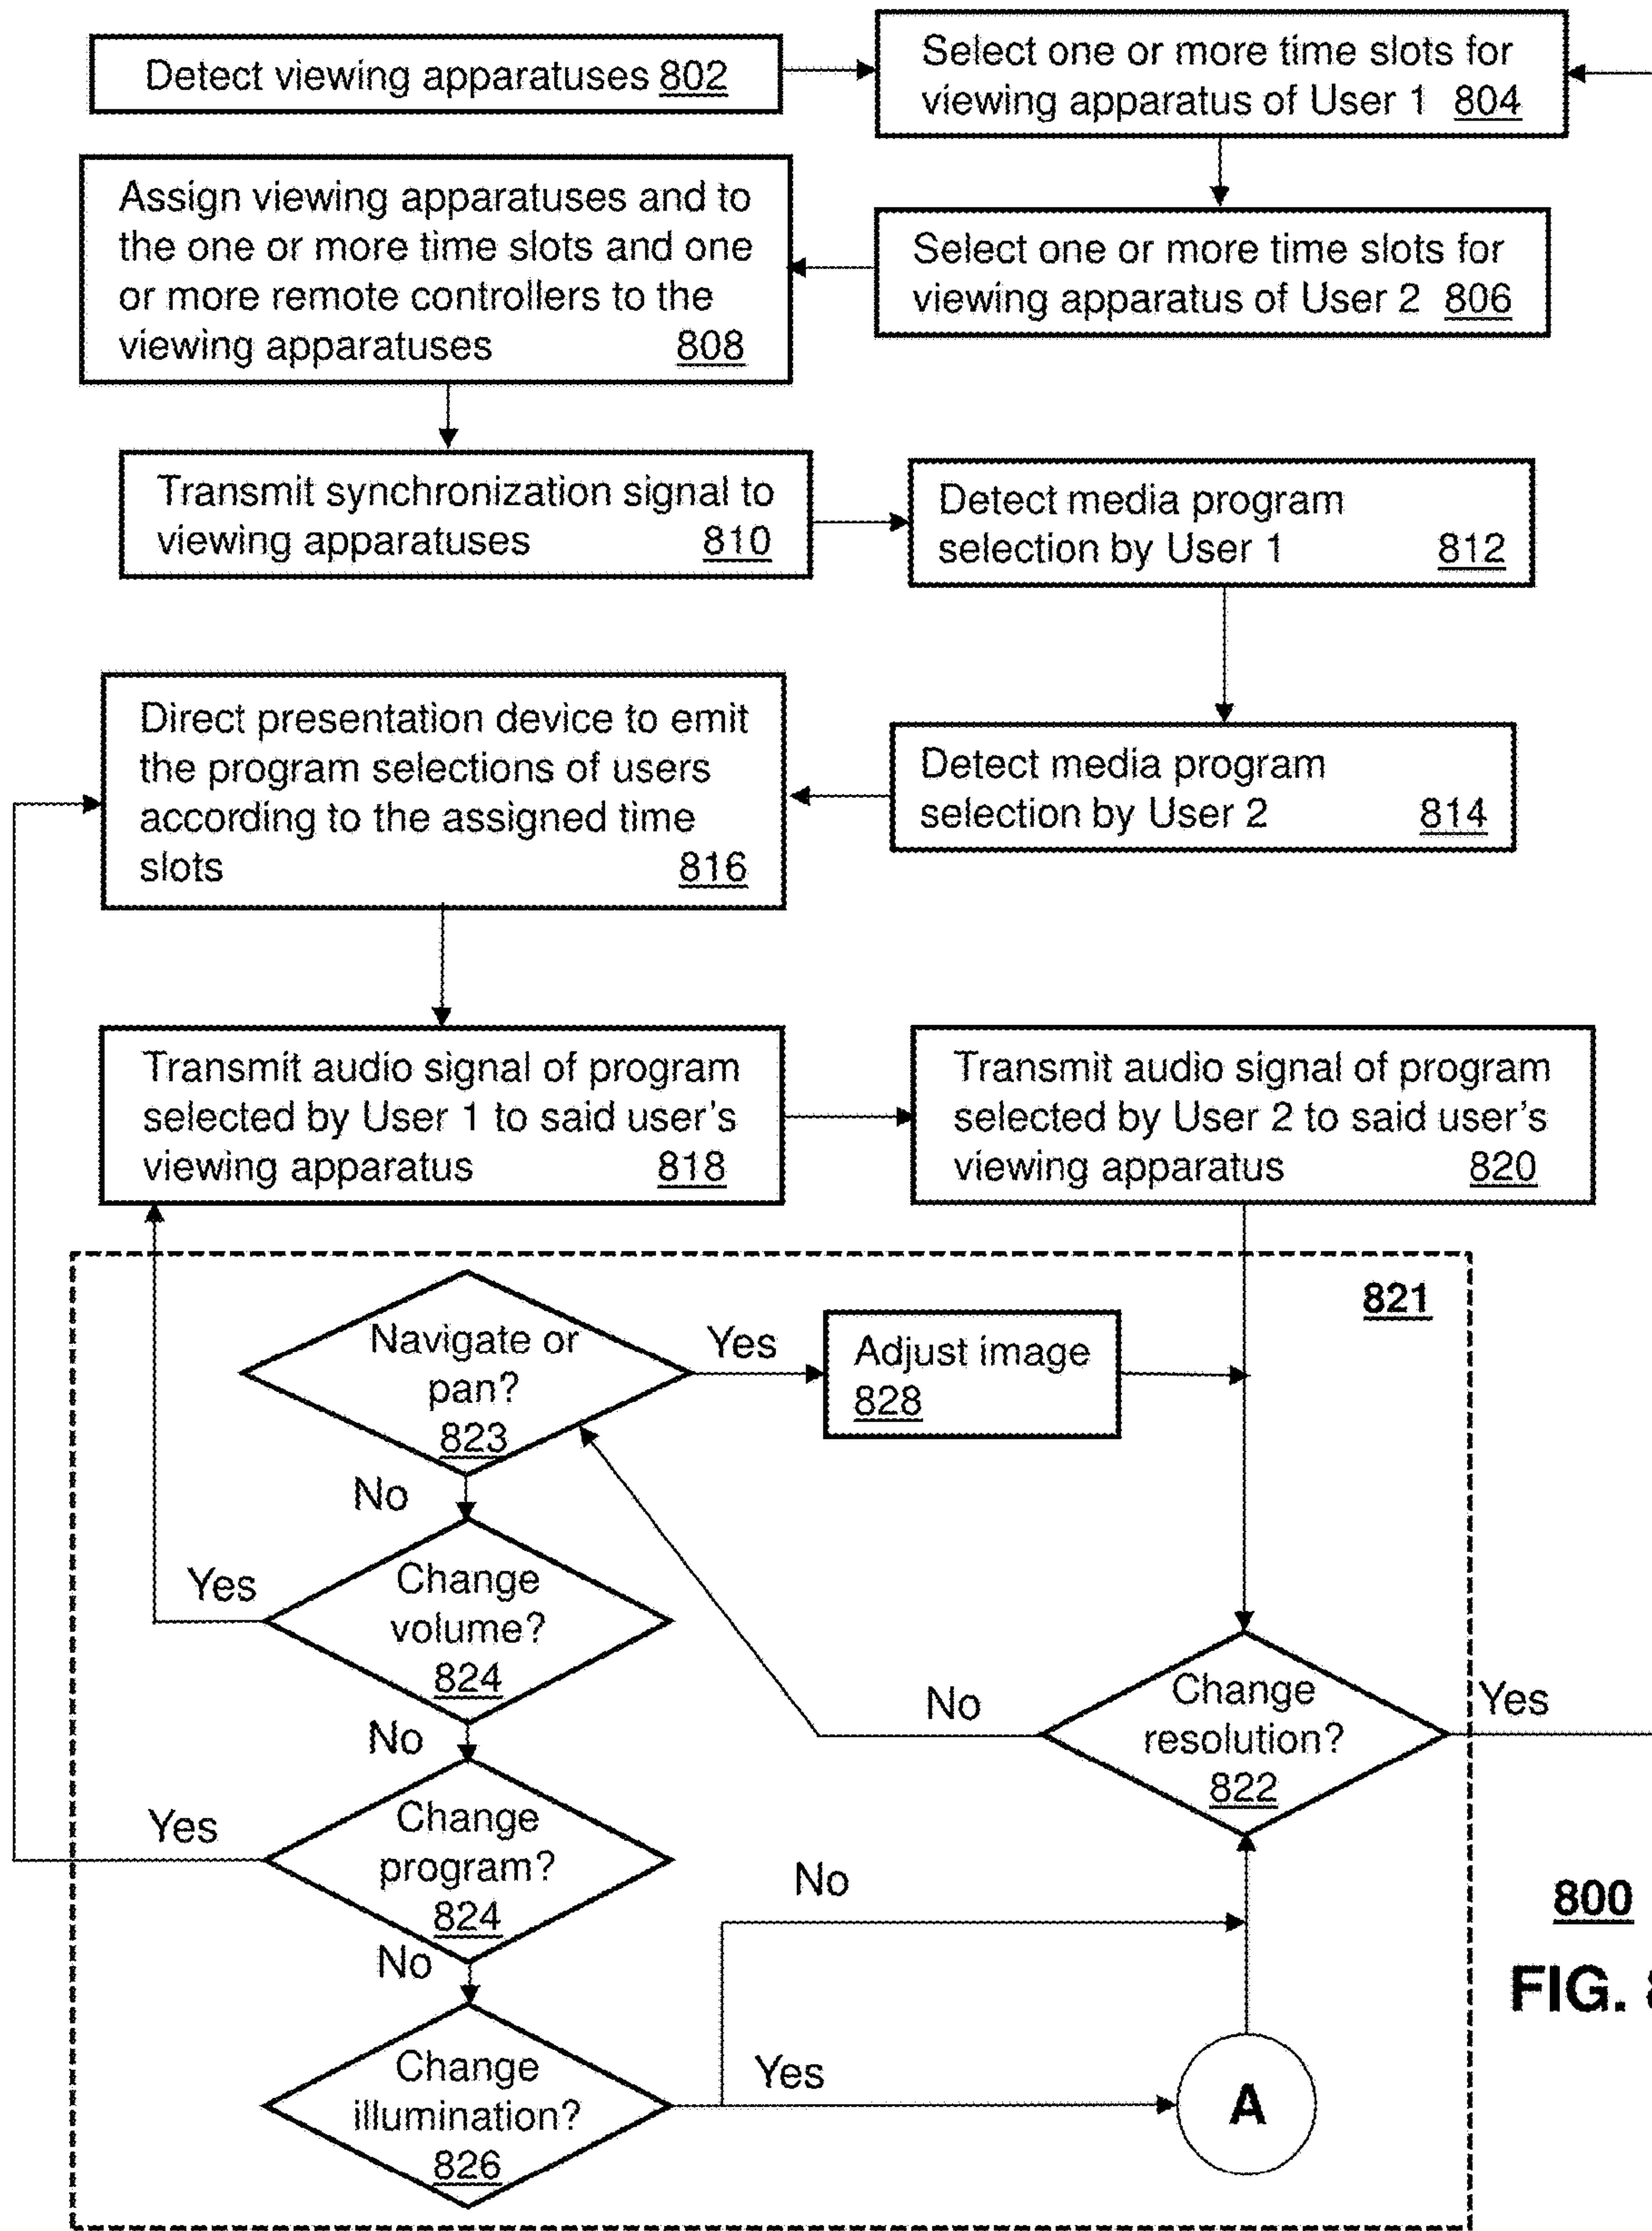 Detect viewing apparatuses 802
Select one or more time slots for
viewing apparatus of User 1 804
Assign viewing apparatuses and to
the one or more time slots and one
or more remote controllers to the
viewing apparatuses 808
Select one or more time slots for
viewing apparatus of User 2 806
Transmit synchronization signal to
viewing apparatuses 810
Detect media program
selection by User 1 812
Direct presentation device to emit
the program selections of users
according to the assigned time
slots 816
Detect media program
selection by User 2 814
Transmit audio signal of program
selected by User 1 to said user's
viewing apparatus 818
Transmit audio signal of program
selected by User 2 to said user's
viewing apparatus 820
821
Navigate or
pan?
823
Yes
Adjust image
828
No
Change
volume?
824
Yes
No
Change
resolution?
822
No
Yes
Change
program?
824
Yes
No
Change
illumination?
826
No
Yes
A
800
FIG. 8